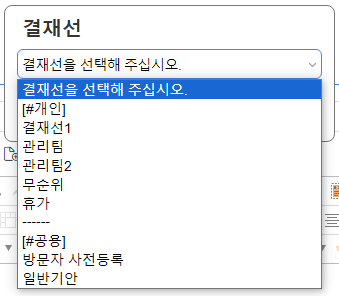 결재선
결재선을 선택해 주십시오.
결재선을 선택해 주십시오.
[#개인]
결재선1
관리팀
관리팀2
무순위
휴가
------
[#공용]
방문자 사전등록
일반기안